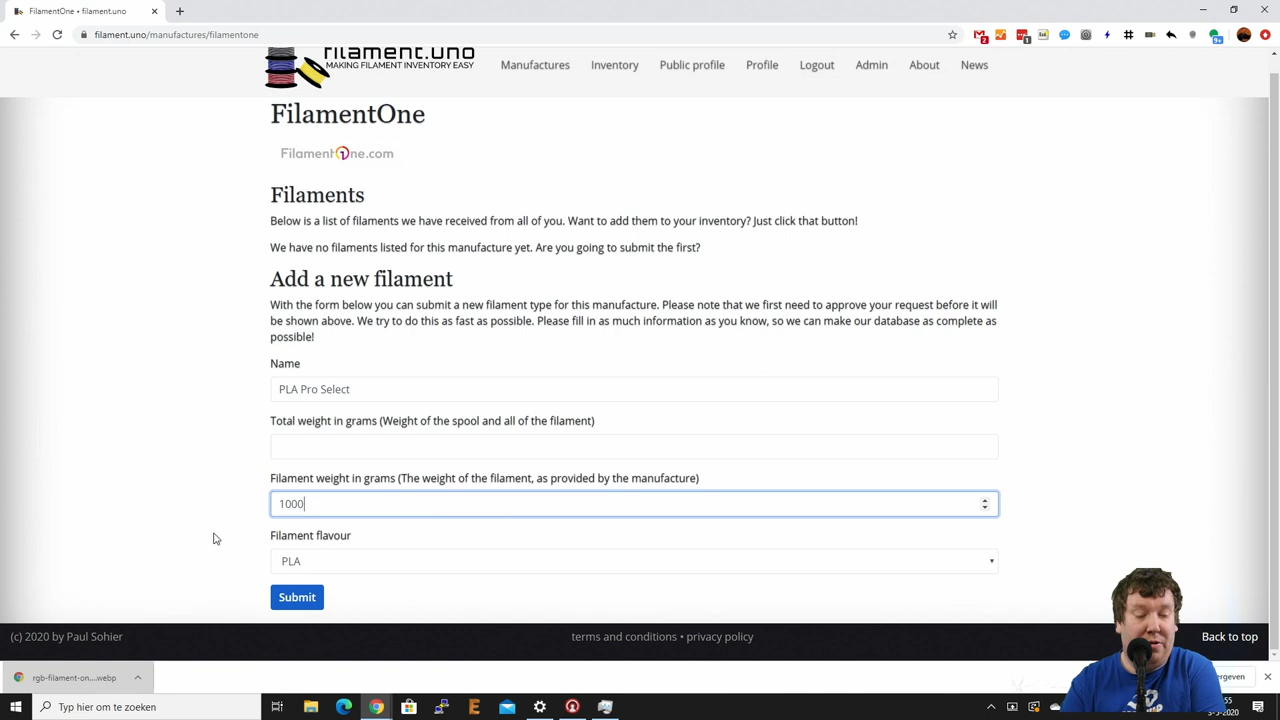 FilamentOne • filament.uno
filament.uno/manufactures/filamentone
filament.uno
MAKING FILAMENT INVENTORY EASY
Manufactures
Inventory
Public profile
Profile
Logout
Admin
About
News
FilamentOne
FilamentOne.com
Filaments
Below is a list of filaments we have received from all of you. Want to add them to your inventory? Just click that button!
We have no filaments listed for this manufacture yet. Are you going to submit the first?
Add a new filament
With the form below you can submit a new filament type for this manufacture. Please note that we first need to approve your request before it will
be shown above. We try to do this as fast as possible. Please fill in as much information as you know, so we can make our database as complete as
possible!
Name
PLA Pro Select
Total weight in grams (Weight of the spool and all of the filament)
Filament weight in grams (The weight of the filament, as provided by the manufacture)
1000
Filament flavour
PLA
Submit
(c) 2020 by Paul Sohier
terms and conditions • privacy policy
Back to top
rgb-filament-on....webp
Typ hier om te zoeken